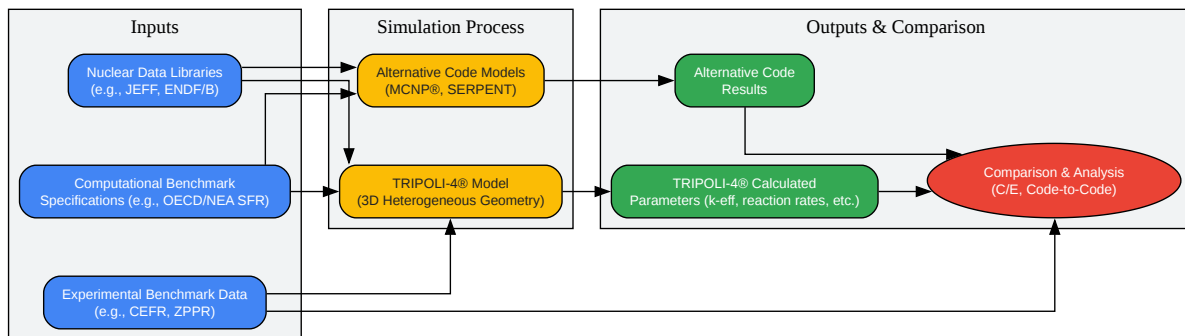 Inputs
Simulation Process
Outputs & Comparison
Nuclear Data Libraries
(e.g., JEFF, ENDF/B)
Alternative Code Models
(MCNP®, SERPENT)
Alternative Code
Results
Computational Benchmark
Specifications (e.g., OECD/NEA SFR)
TRIPOLI-4® Model
(3D Heterogeneous Geometry)
TRIPOLI-4® Calculated
Parameters (k-eff, reaction rates, etc.)
Comparison & Analysis
(C/E, Code-to-Code)
Experimental Benchmark Data
(e.g., CEFR, ZPPR)